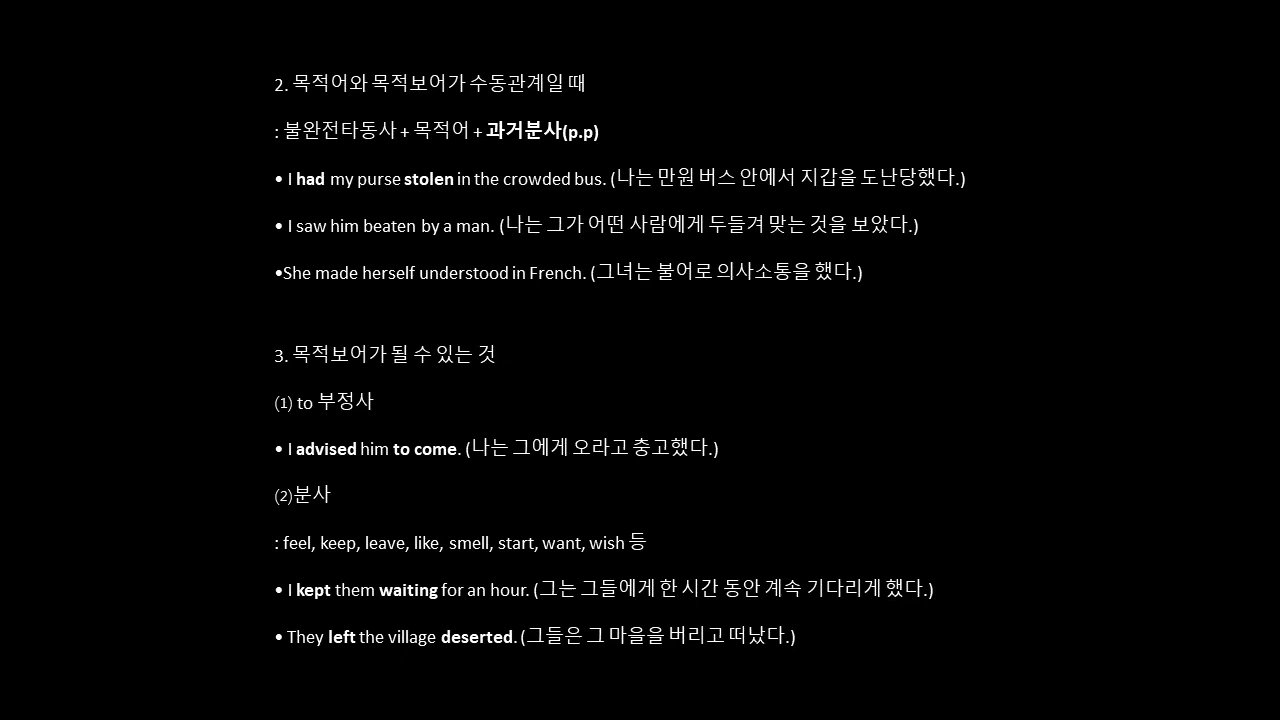 2. 목적어와 목적보어가 수동관계일 때
: 불완전타동사 + 목적어 + 과거분사(p.p)
• I had my purse stolen in the crowded bus. (나는 만원 버스 안에서 지갑을 도난당했다.)
• I saw him beaten by a man. (나는 그가 어떤 사람에게 두들겨 맞는 것을 보았다.)
•She made herself understood in French. (그녀는 불어로 의사소통을 했다.)
3. 목적보어가 될 수 있는 것
(1) to 부정사
• I advised him to come. (나는 그에게 오라고 충고했다.)
(2)분사
: feel, keep, leave, like, smell, start, want, wish 등
• I kept them waiting for an hour. (그는 그들에게 한 시간 동안 계속 기다리게 했다.)
• They left the village deserted. (그들은 그 마을을 버리고 떠났다.)